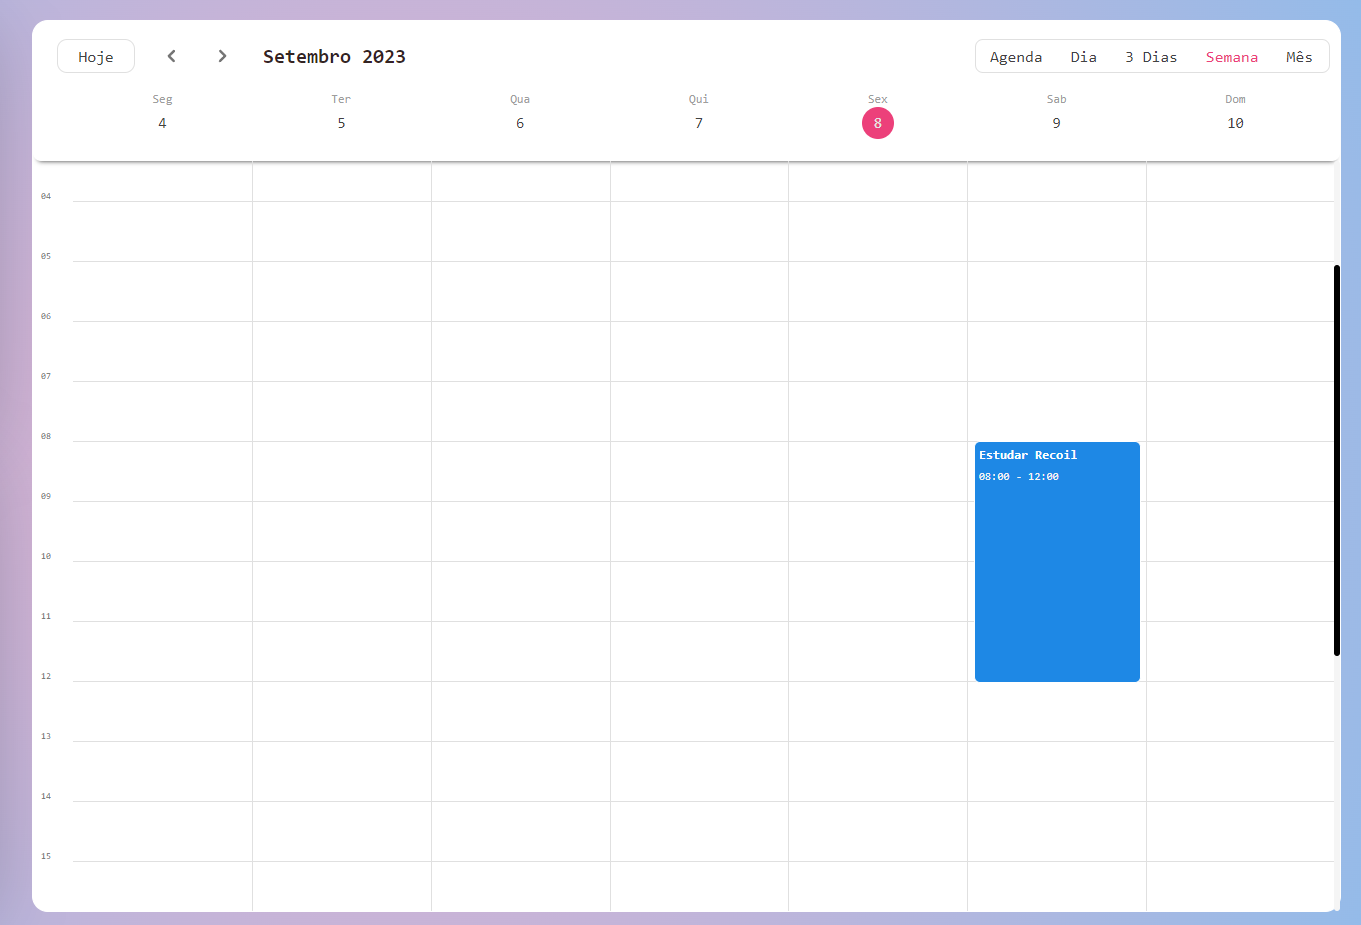 Hoje Setembro 2023 Agenda Dia 3 Dias Semana Mês
Seg Ter Qua Qui Sex Sab Dom
4 5 6 7 8 9 10
04
05
06
07
08
Estudar Recoil
08:00 - 12:00
09
10
11
12
13
14
15